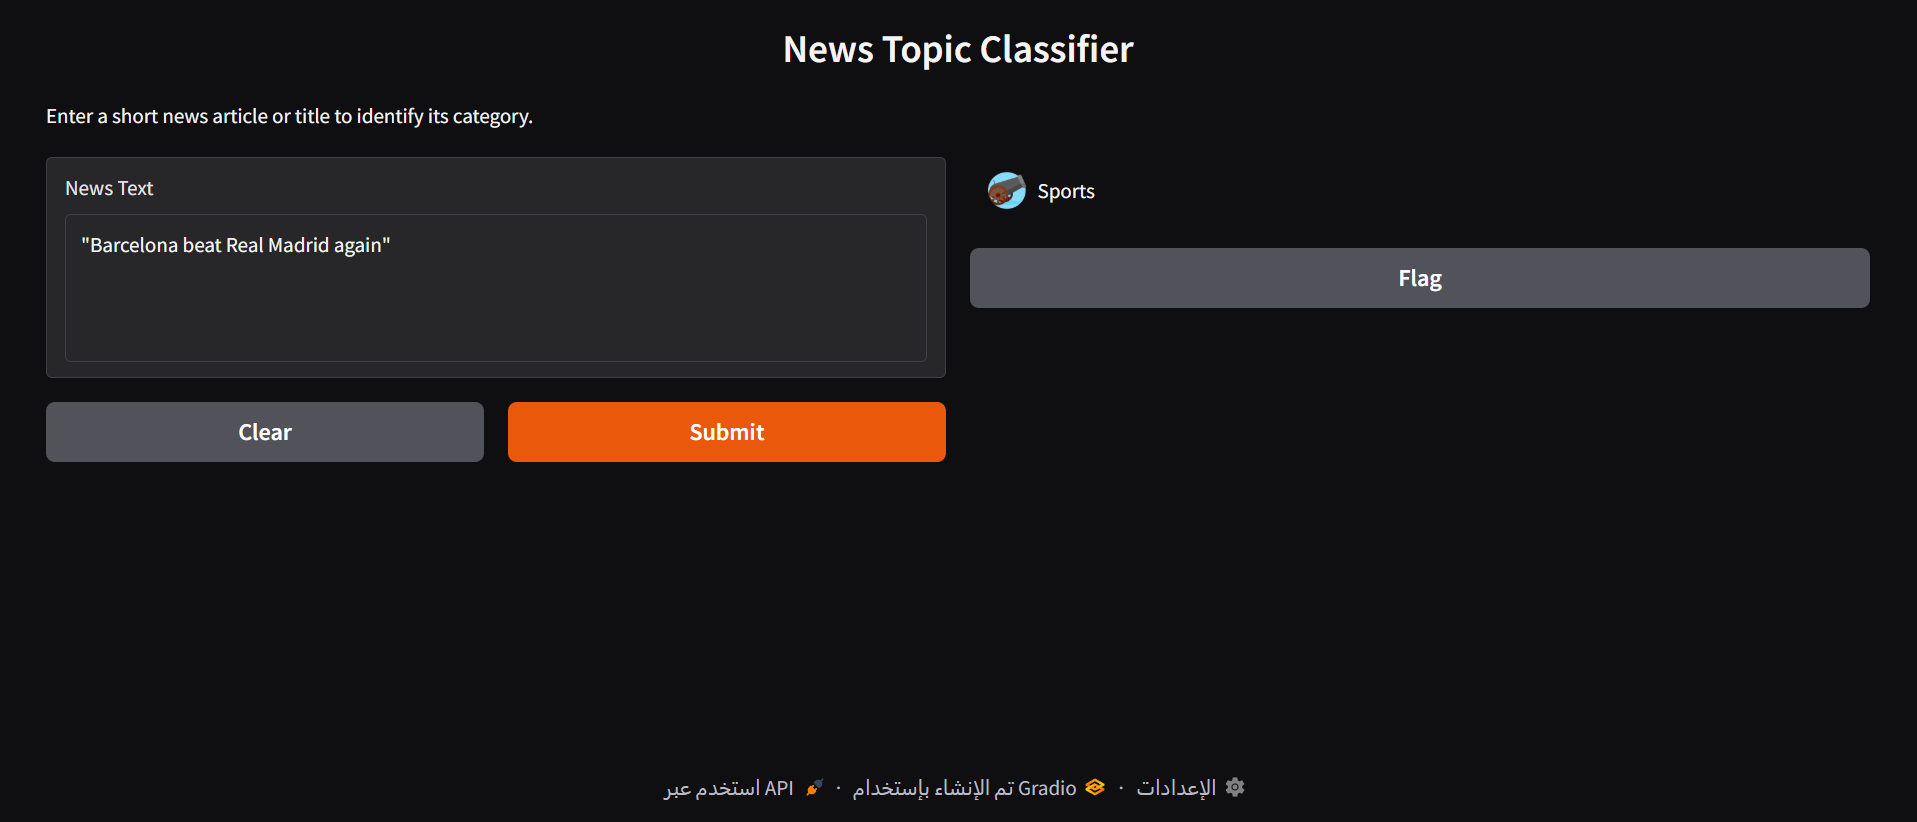 News Topic Classifier
Enter a short news article or title to identify its category.
News Text
"Barcelona beat Real Madrid again"
Clear
Submit
Sports
Flag
استخدم عبر API · تم الإنشاء بإستخدام Gradio · الإعدادات